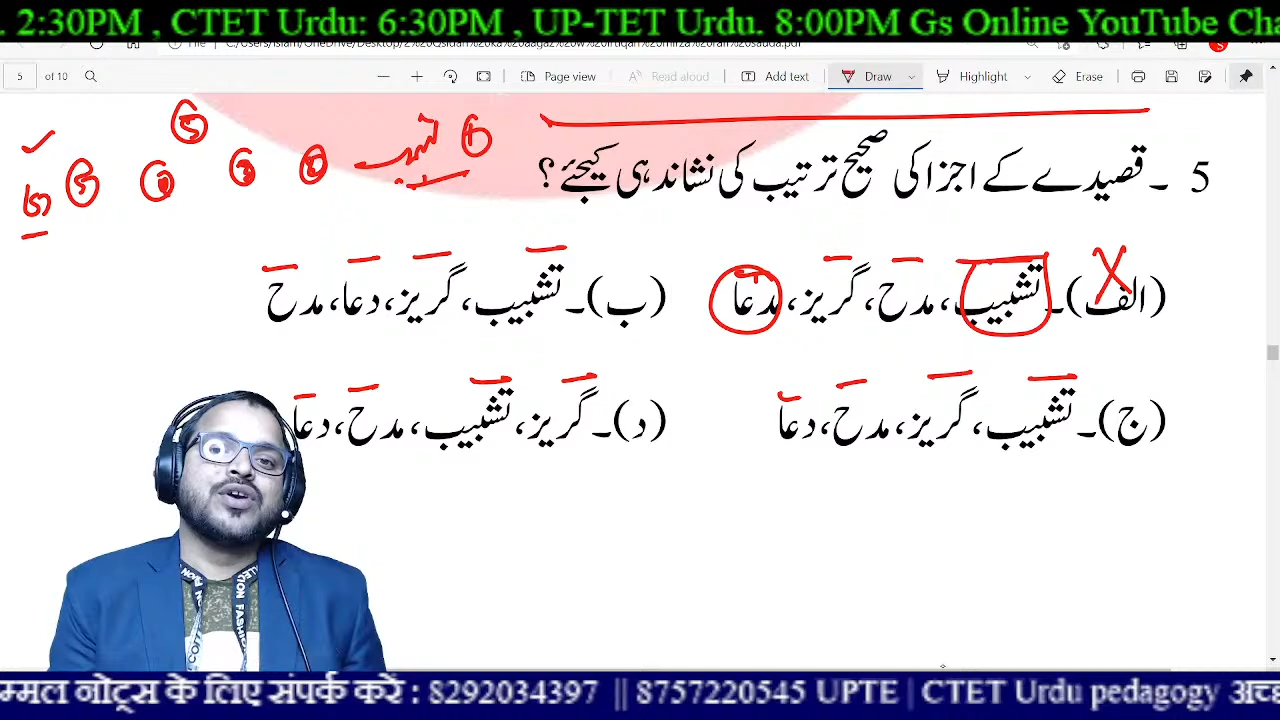 . 2:30PM , CTET Urdu: 6:30PM , UP-TET Urdu. 8:00PM Gs Online YouTube Cha
5 of 10
Page view
Read aloud
Add text
Draw
Highlight
Erase
5 ۔ قصیدے کے اجزا کی صحیح ترتیب کی نشاندہی کیجئے؟
(الف)۔ تشبیب، مدح، گریز، مدعا
(ب)۔ تشبیب، گریز، دعا، مدح
(ج)۔ تشبیب، گریز، مدح، دعا
(د)۔ گریز، تشبیب، مدح، دعا
म्मल नोट्स के लिए संपर्क करें : 8292034397 || 8757220545 UPTE | CTET Urdu pedagogy अच्छ